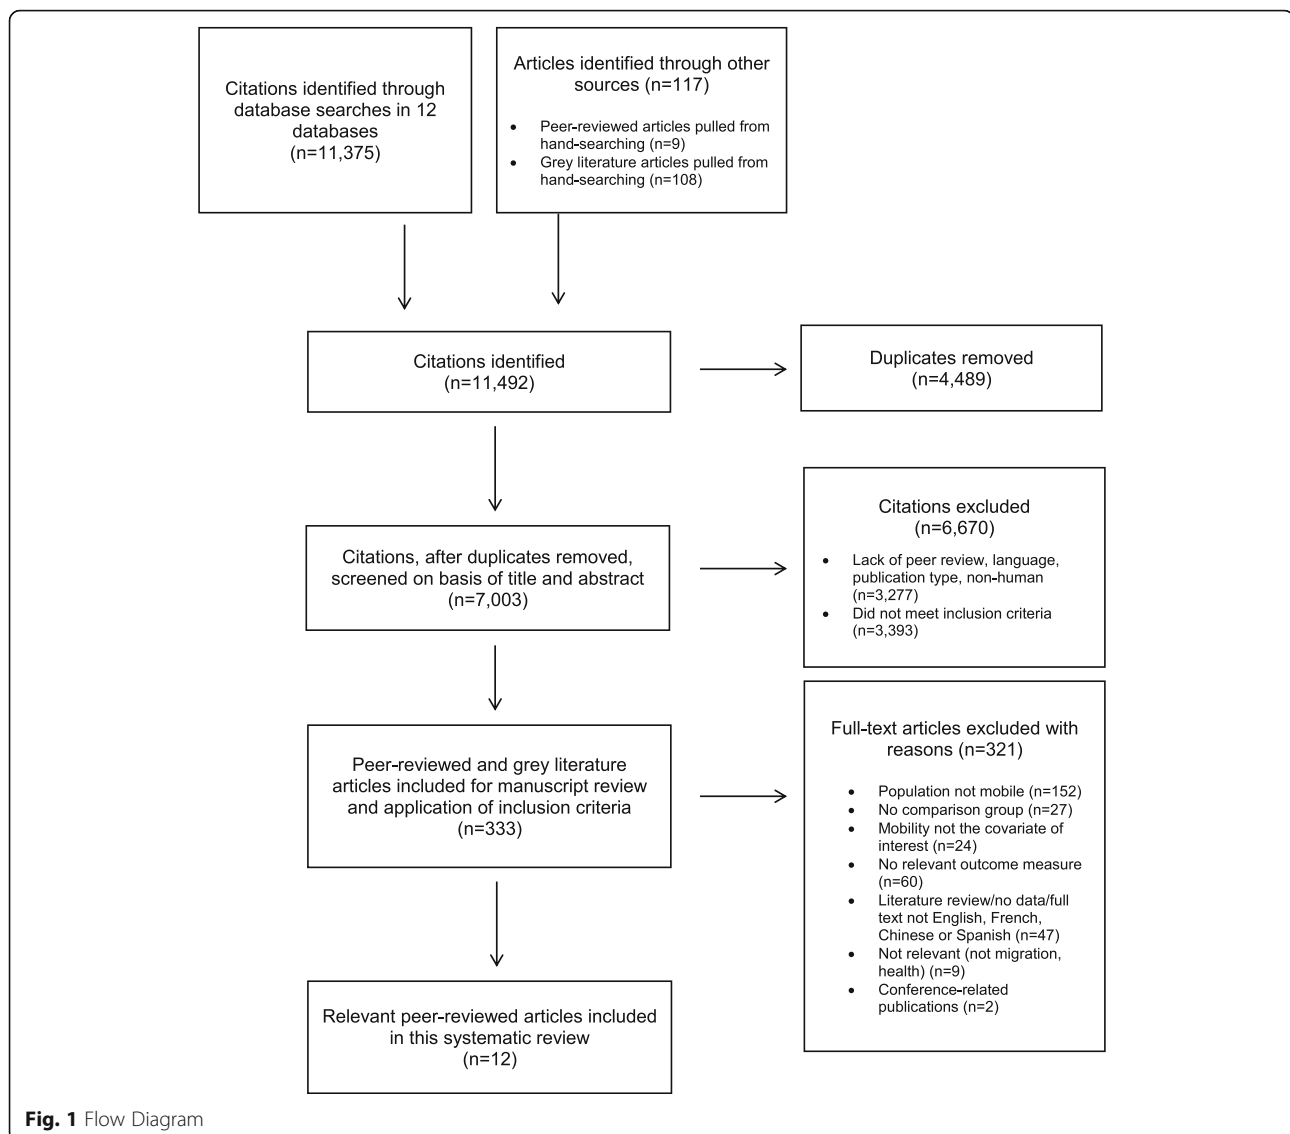 Citations identified through
database searches in 12
databases
(n=11,375)
Articles identified through other
sources (n=117)
• Peer-reviewed articles pulled from
hand-searching (n=9)
• Grey literature articles pulled from
hand-searching (n=108)
Citations identified
(n=11,492)
Duplicates removed
(n=4,489)
Citations, after duplicates removed,
screened on basis of title and abstract
(n=7,003)
Citations excluded
(n=6,670)
• Lack of peer review, language,
publication type, non-human
(n=3,277)
• Did not meet inclusion criteria
(n=3,393)
Peer-reviewed and grey literature
articles included for manuscript review
and application of inclusion criteria
(n=333)
Full-text articles excluded with
reasons (n=321)
• Population not mobile (n=152)
• No comparison group (n=27)
• Mobility not the covariate of
interest (n=24)
• No relevant outcome measure
(n=60)
• Literature review/no data/full
text not English, French,
Chinese or Spanish (n=47)
• Not relevant (not migration,
health) (n=9)
• Conference-related
publications (n=2)
Relevant peer-reviewed articles included
in this systematic review
(n=12)
Fig. 1 Flow Diagram